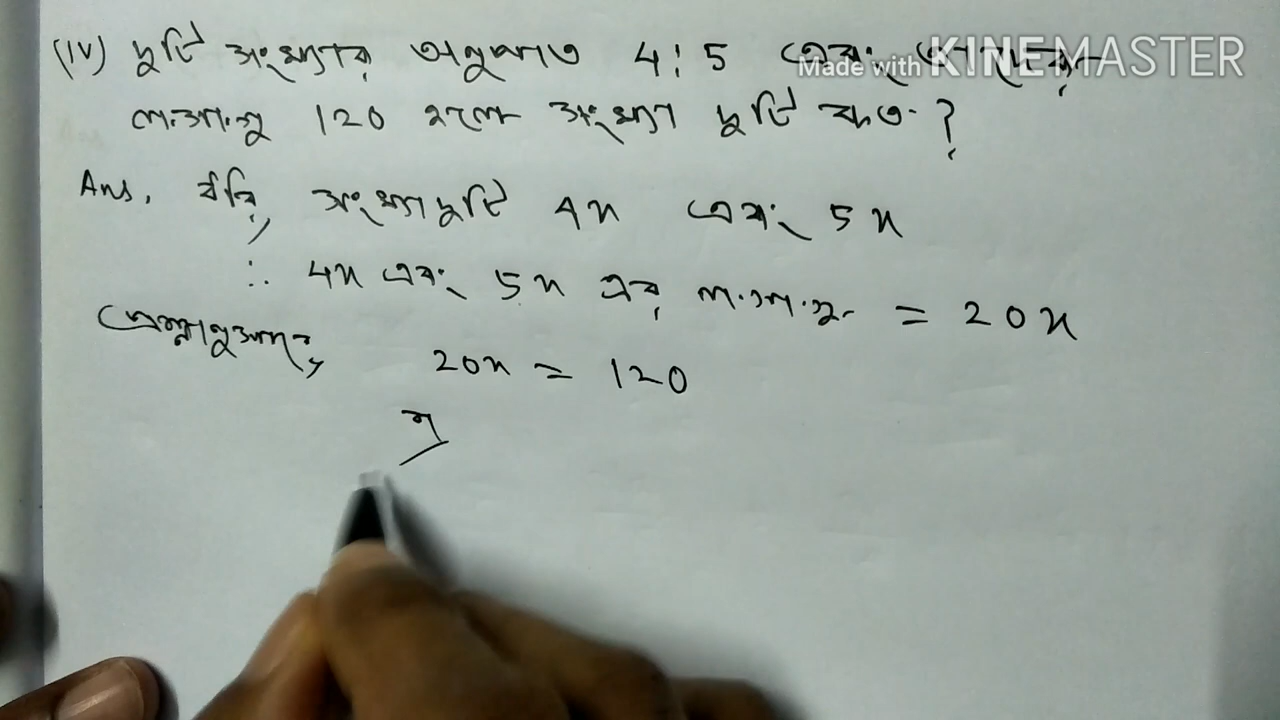 (iv) দুটি সংখ্যার অনুপাত 4:5 এবং তাদের
ল.সা.গু 120 হলে সংখ্যা দুটি কত?
Made with KINEMASTER
Ans, ধরি, সংখ্যা দুটি 4x এবং 5x
∴ 4x এবং 5x এর ল.সা.গু. = 20x
প্রশ্নানুসারে, 20x = 120